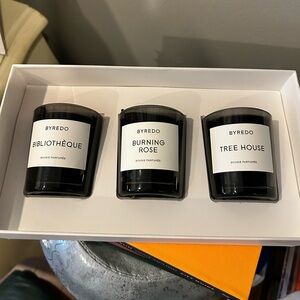 BYREDO
BIBLIOTHÈQUE
BOUGIE PARFUMÉE
BYREDO
BURNING
ROSE
BOUGIE PARFUMÉE
BYREDO
TREE HOUSE
BOUGIE PARFUMÉE